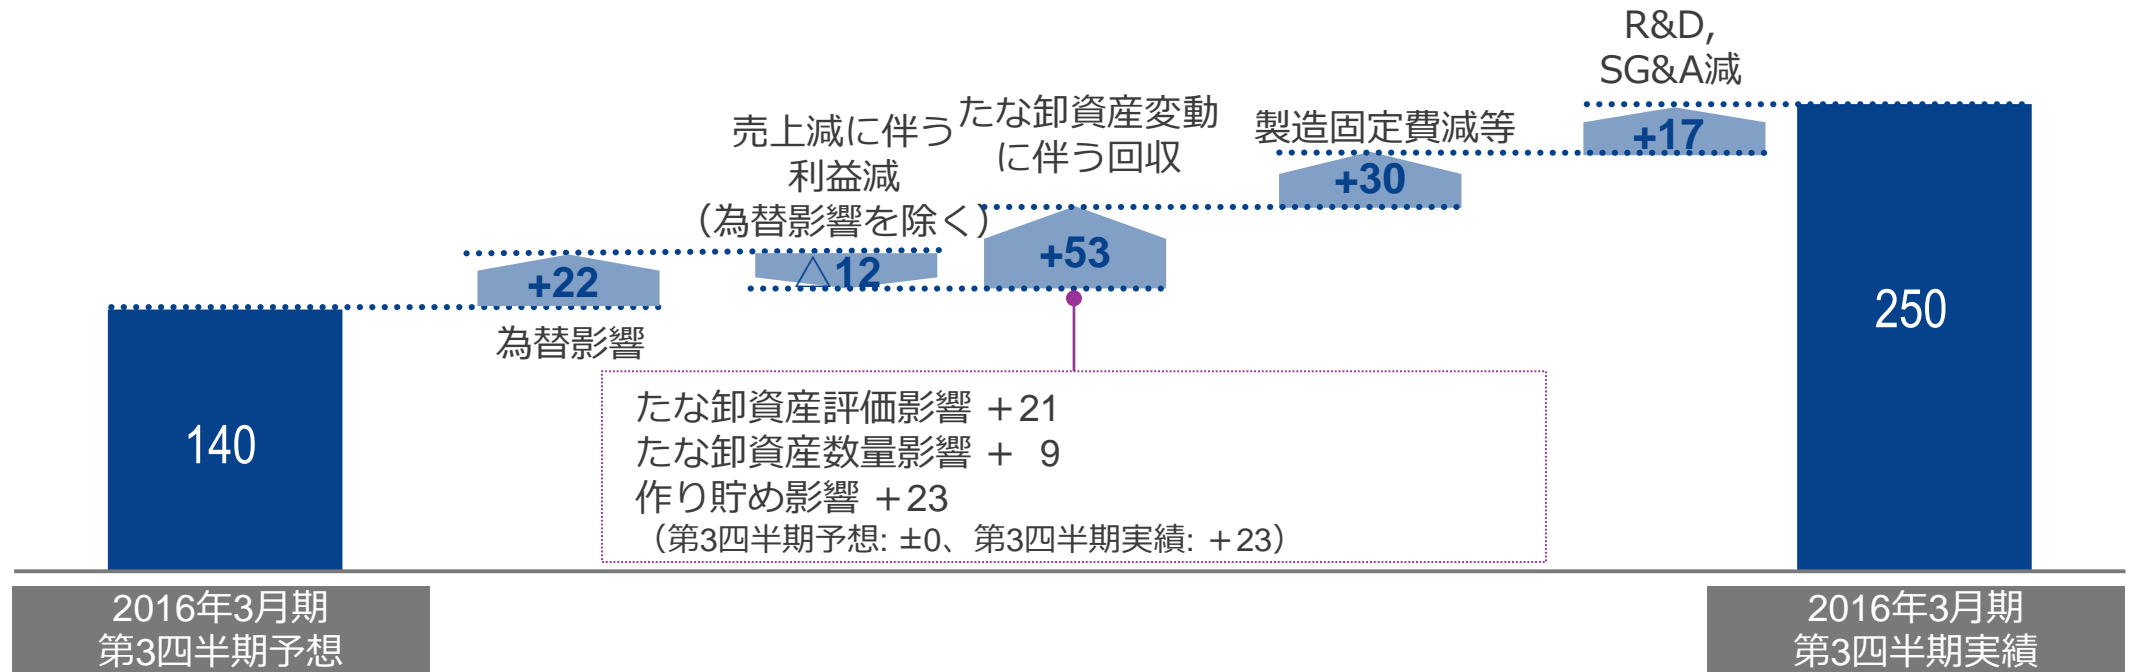 R&D,
SG&A減
+17
製造固定費減等
+30
たな卸資産変動
に伴う回収
+53
売上減に伴う
利益減
（為替影響を除く）
△12
+22
為替影響
140
250
たな卸資産評価影響 ＋21
たな卸資産数量影響 ＋ 9
作り貯め影響 ＋23
（第3四半期予想: ±0、第3四半期実績: ＋23）
2016年3月期
第3四半期予想
2016年3月期
第3四半期実績